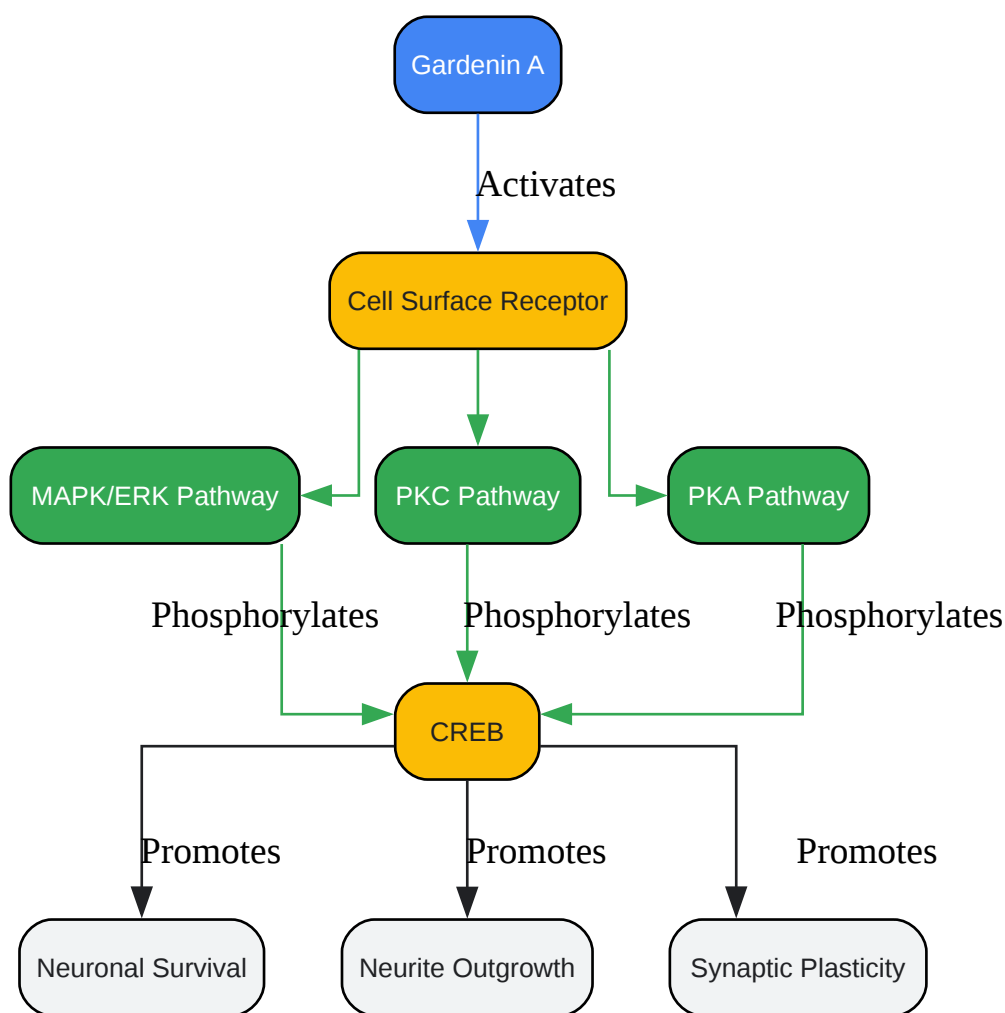 Gardenin A
Activates
Cell Surface Receptor
MAPK/ERK Pathway
PKC Pathway
PKA Pathway
Phosphorylates
Phosphorylates
Phosphorylates
CREB
Promotes
Promotes
Promotes
Neuronal Survival
Neurite Outgrowth
Synaptic Plasticity